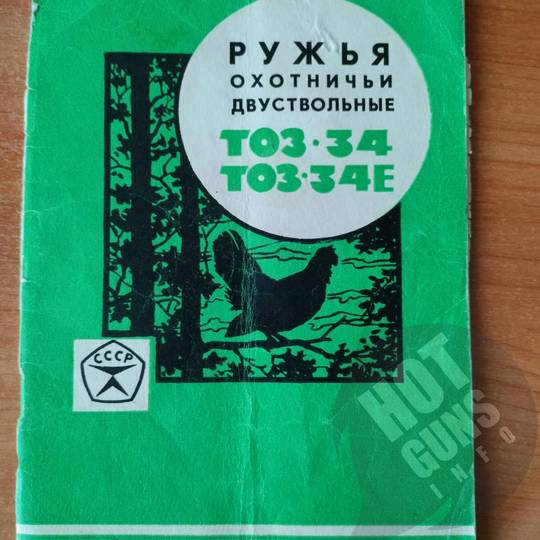 РУЖЬЯ
ОХОТНИЧЬИ
ДВУСТВОЛЬНЫЕ
ТОЗ·34
ТОЗ·34Е
СССР
HOT
GUNS
INFO